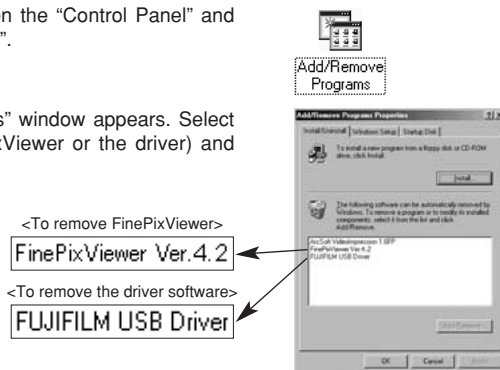 en the “Control Panel” and
”.
Add/Remove
Programs
s” window appears. Select
xViewer or the driver) and
<To remove FinePixViewer>
FinePixViewer Ver.4.2
<To remove the driver software>
FUJIFILM USB Driver
Add/Remove Programs Properties
Install/Uninstall Windows Setup Startup Disk
To install a new program from a floppy disk or CD-ROM
drive, click Install.
Install...
The following software can be automatically removed by
Windows. To remove a program or to modify its installed
components, select it from the list and click
Add/Remove.
ArcSoft VideoImpression 1.6FP
FinePixViewer Ver.4.2
FUJIFILM USB Driver
Add/Remove...
OK Cancel Apply